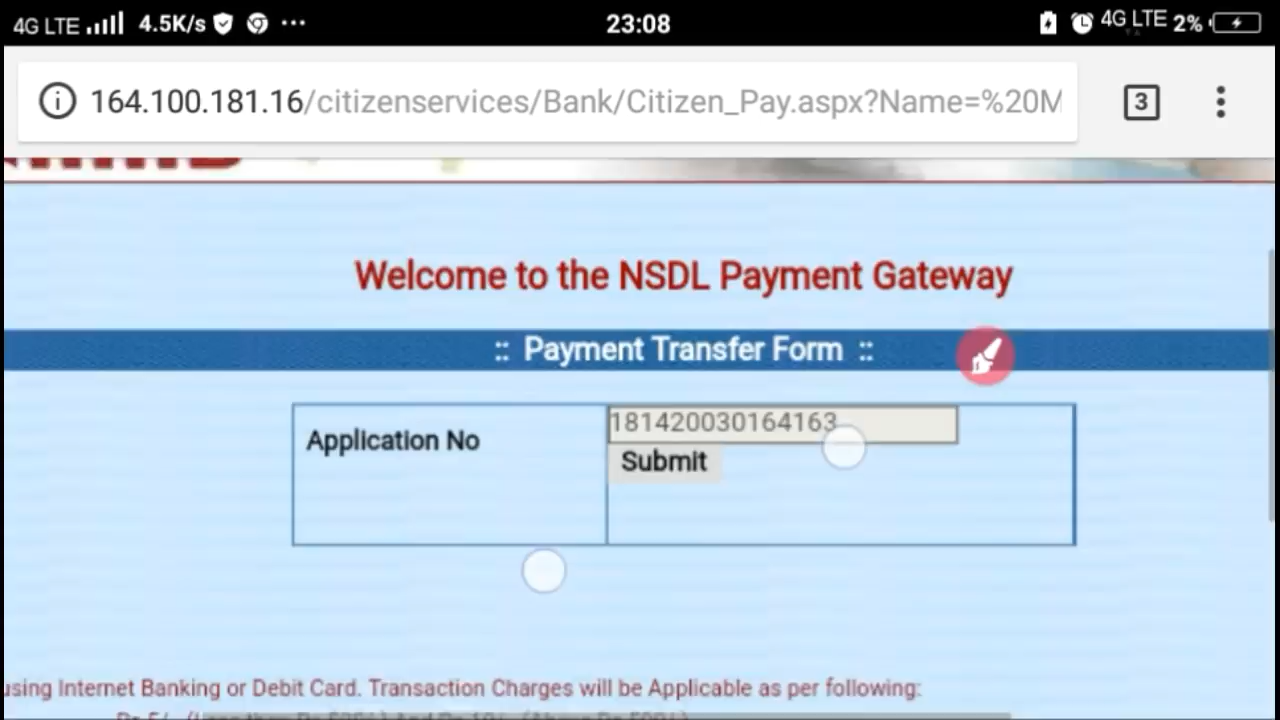 4G LTE 4.5K/s ... 23:08 4G LTE 2%
164.100.181.16/citizenservices/Bank/Citizen_Pay.aspx?Name=%20M
3
Welcome to the NSDL Payment Gateway
:: Payment Transfer Form ::
181420030164163
Application No
Submit
using Internet Banking or Debit Card. Transaction Charges will be Applicable as per following: